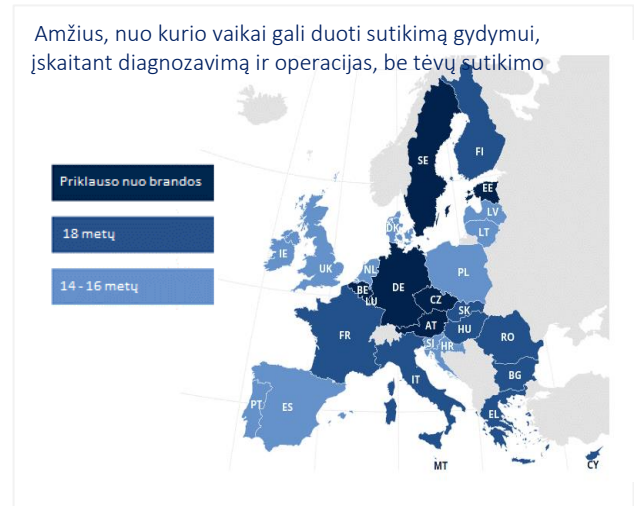 Amžius, nuo kurio vaikai gali duoti sutikimą gydymui,
įskaitant diagnozavimą ir operacijas, be tėvų sutikimo
Priklauso nuo brandos
18 metų
14 - 16 metų
SE
FI
EE
LV
LT
DK
IE
UK
NL
PL
BE
DE
LU
CZ
SK
FR
AT
HU
RO
SI
HR
IT
BG
PT
ES
EL
MT
CY